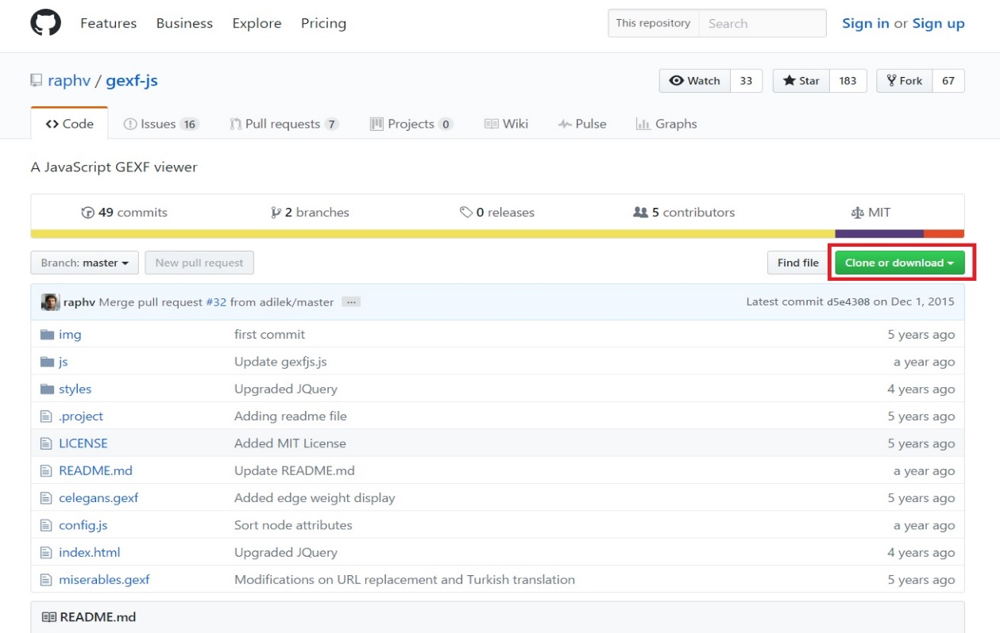 Features Business Explore Pricing This repository Search Sign in or Sign up
raphv / gexf-js Watch 33 Star 183 Fork 67
Code Issues 16 Pull requests 7 Projects 0 Wiki Pulse Graphs
A JavaScript GEXF viewer
49 commits 2 branches 0 releases 5 contributors MIT
Branch: master New pull request Find file Clone or download
raphv Merge pull request #32 from adilek/master ... Latest commit d5e4308 on Dec 1, 2015
img first commit 5 years ago
js Update gexfjs.js a year ago
styles Upgraded JQuery 4 years ago
.project Adding readme file 5 years ago
LICENSE Added MIT License 5 years ago
README.md Update README.md a year ago
celegans.gexf Added edge weight display 5 years ago
config.js Sort node attributes a year ago
index.html Upgraded JQuery 4 years ago
miserables.gexf Modifications on URL replacement and Turkish translation 5 years ago
README.md